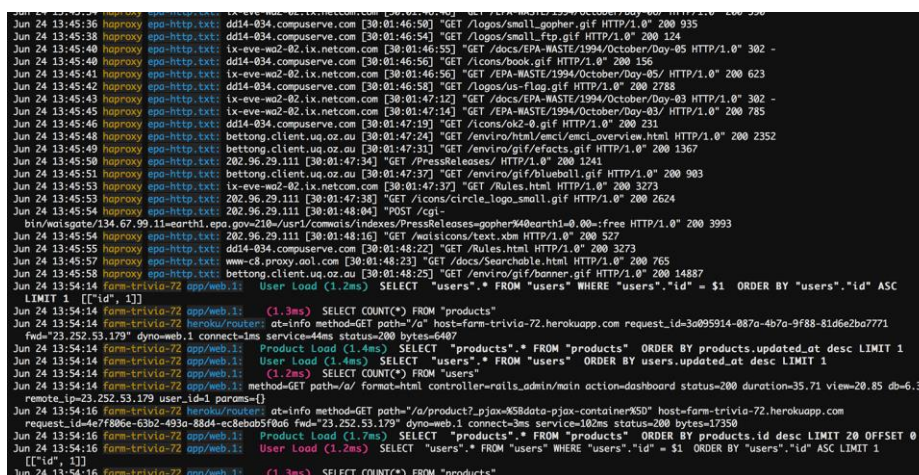 Jun 24 13:45:36 haproxy epa-http.txt: dd14-034.compuserve.com [30:01:46:50] "GET /logos/small_gopher.gif HTTP/1.0" 200 935
Jun 24 13:45:38 haproxy epa-http.txt: dd14-034.compuserve.com [30:01:46:54] "GET /logos/small_ftp.gif HTTP/1.0" 200 124
Jun 24 13:45:40 haproxy epa-http.txt: ix-eve-wa2-02.ix.netcom.com [30:01:46:55] "GET /docs/EPA-WASTE/1994/October/Day-05 HTTP/1.0" 302 -
Jun 24 13:45:40 haproxy epa-http.txt: dd14-034.compuserve.com [30:01:46:56] "GET /icons/book.gif HTTP/1.0" 200 156
Jun 24 13:45:41 haproxy epa-http.txt: ix-eve-wa2-02.ix.netcom.com [30:01:46:56] "GET /EPA-WASTE/1994/October/Day-05/ HTTP/1.0" 200 623
Jun 24 13:45:42 haproxy epa-http.txt: dd14-034.compuserve.com [30:01:46:58] "GET /logos/us-flag.gif HTTP/1.0" 200 2788
Jun 24 13:45:43 haproxy epa-http.txt: ix-eve-wa2-02.ix.netcom.com [30:01:47:12] "GET /docs/EPA-WASTE/1994/October/Day-03 HTTP/1.0" 302 -
Jun 24 13:45:45 haproxy epa-http.txt: ix-eve-wa2-02.ix.netcom.com [30:01:47:14] "GET /EPA-WASTE/1994/October/Day-03/ HTTP/1.0" 200 785
Jun 24 13:45:46 haproxy epa-http.txt: dd14-034.compuserve.com [30:01:47:19] "GET /icons/ok2-0.gif HTTP/1.0" 200 231
Jun 24 13:45:48 haproxy epa-http.txt: bettong.client.uq.oz.au [30:01:47:24] "GET /enviro/html/emci/emci_overview.html HTTP/1.0" 200 2352
Jun 24 13:45:49 haproxy epa-http.txt: bettong.client.uq.oz.au [30:01:47:31] "GET /enviro/gif/efacts.gif HTTP/1.0" 200 1367
Jun 24 13:45:50 haproxy epa-http.txt: 202.96.29.111 [30:01:47:34] "GET /PressReleases/ HTTP/1.0" 200 1241
Jun 24 13:45:51 haproxy epa-http.txt: bettong.client.uq.oz.au [30:01:47:37] "GET /enviro/gif/blueball.gif HTTP/1.0" 200 903
Jun 24 13:45:53 haproxy epa-http.txt: ix-eve-wa2-02.ix.netcom.com [30:01:47:37] "GET /Rules.html HTTP/1.0" 200 3273
Jun 24 13:45:53 haproxy epa-http.txt: 202.96.29.111 [30:01:47:38] "GET /icons/circle_logo_small.gif HTTP/1.0" 200 2624
Jun 24 13:45:54 haproxy epa-http.txt: 202.96.29.111 [30:01:48:04] "POST /cgi-
bin/waisgate/134.67.99.11=earth1.epa.gov=210=/usr1/comwais/indexes/PressReleases=gopher%40earth1=0.00=:free HTTP/1.0" 200 3993
Jun 24 13:45:54 haproxy epa-http.txt: 202.96.29.111 [30:01:48:16] "GET /waisicons/text.xbm HTTP/1.0" 200 527
Jun 24 13:45:55 haproxy epa-http.txt: dd14-034.compuserve.com [30:01:48:22] "GET /Rules.html HTTP/1.0" 200 3273
Jun 24 13:45:57 haproxy epa-http.txt: www-c8.proxy.aol.com [30:01:48:23] "GET /docs/Searchable.html HTTP/1.0" 200 765
Jun 24 13:45:58 haproxy epa-http.txt: bettong.client.uq.oz.au [30:01:48:25] "GET /enviro/gif/banner.gif HTTP/1.0" 200 14887
Jun 24 13:54:14 farm-trivia-72 app/web.1: User Load (1.2ms) SELECT "users".* FROM "users" WHERE "users"."id" = $1 ORDER BY "users"."id" ASC
LIMIT 1 [["id", 1]]
Jun 24 13:54:14 farm-trivia-72 app/web.1: (1.3ms) SELECT COUNT(*) FROM "products"
Jun 24 13:54:14 farm-trivia-72 heroku/router: at=info method=GET path="/a" host=farm-trivia-72.herokuapp.com request_id=3a095914-087a-4b7a-9f88-81d6e2ba7771
fwd="23.252.53.179" dyno=web.1 connect=1ms service=44ms status=200 bytes=6407
Jun 24 13:54:14 farm-trivia-72 app/web.1: Product Load (1.4ms) SELECT "products".* FROM "products" ORDER BY products.updated_at desc LIMIT 1
Jun 24 13:54:14 farm-trivia-72 app/web.1: User Load (1.4ms) SELECT "users".* FROM "users" ORDER BY users.updated_at desc LIMIT 1
Jun 24 13:54:14 farm-trivia-72 app/web.1: (1.2ms) SELECT COUNT(*) FROM "users"
Jun 24 13:54:14 farm-trivia-72 app/web.1: method=GET path=/a/ format=html controller=rails_admin/main action=dashboard status=200 duration=35.71 view=20.85 db=6.3
remote_ip=23.252.53.179 user_id=1 params={}
Jun 24 13:54:16 farm-trivia-72 heroku/router: at=info method=GET path="/a/product?_pjax=%5Bdata-pjax-container%5D" host=farm-trivia-72.herokuapp.com
request_id=4e7f806e-63b2-493a-88d4-ec8ebab5f0a6 fwd="23.252.53.179" dyno=web.1 connect=3ms service=102ms status=200 bytes=17350
Jun 24 13:54:16 farm-trivia-72 app/web.1: Product Load (1.7ms) SELECT "products".* FROM "products" ORDER BY products.id desc LIMIT 20 OFFSET 0
Jun 24 13:54:16 farm-trivia-72 app/web.1: User Load (1.2ms) SELECT "users".* FROM "users" WHERE "users"."id" = $1 ORDER BY "users"."id" ASC LIMIT 1
[["id", 1]]
Jun 24 13:54:16 farm-trivia-72 app/web.1: (1.3ms) SELECT COUNT(*) FROM "products"